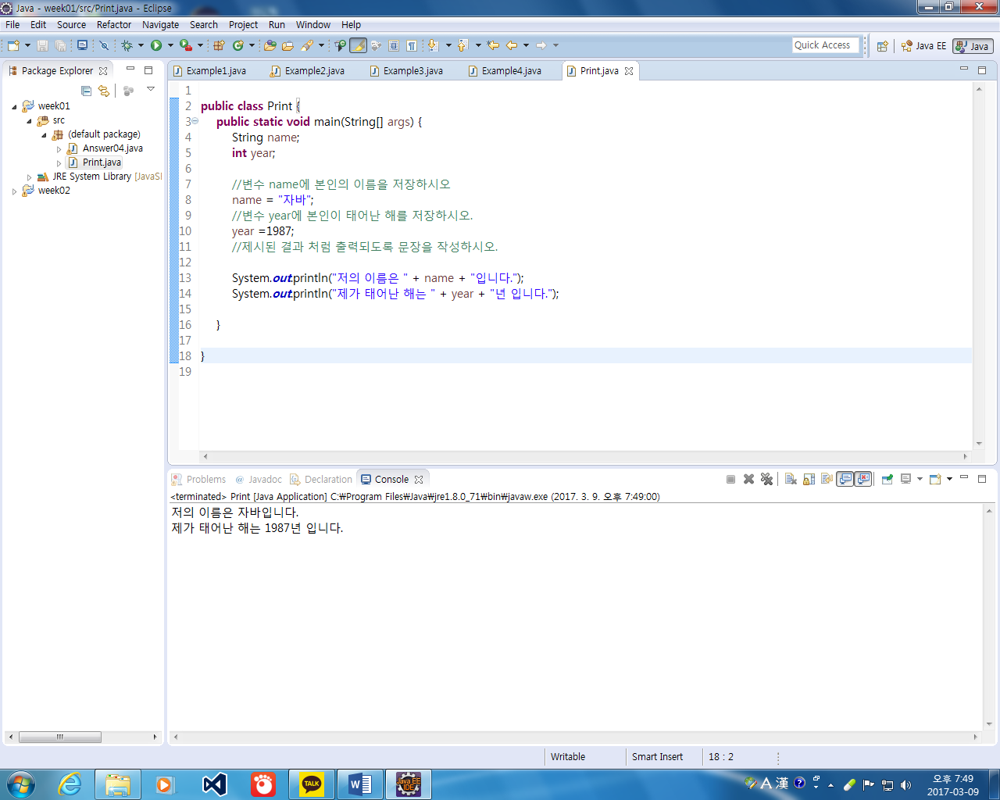 Java - week01/src/Print.java - Eclipse
File Edit Source Refactor Navigate Search Project Run Window Help
Quick Access
Java EE
Java
Package Explorer
Example1.java
Example2.java
Example3.java
Example4.java
Print.java
week01
src
(default package)
Answer04.java
Print.java
JRE System Library [JavaSI
week02
1
2 public class Print {
3 public static void main(String[] args) {
4 String name;
5 int year;
6
7 //변수 name에 본인의 이름을 저장하시오
8 name = "자바";
9 //변수 year에 본인이 태어난 해를 저장하시오.
10 year =1987;
11 //제시된 결과 처럼 출력되도록 문장을 작성하시오.
12
13 System.out.println("저의 이름은 " + name + "입니다.");
14 System.out.println("제가 태어난 해는 " + year + "년 입니다.");
15
16 }
17
18 }
19
Problems @ Javadoc Declaration Console
<terminated> Print [Java Application] C:₩Program Files₩Java₩jre1.8.0_71₩bin₩javaw.exe (2017. 3. 9. 오후 7:49:00)
저의 이름은 자바입니다.
제가 태어난 해는 1987년 입니다.
Writable
Smart Insert
18 : 2
TALK
Java EE
IDE
A 漢
오후 7:49
2017-03-09